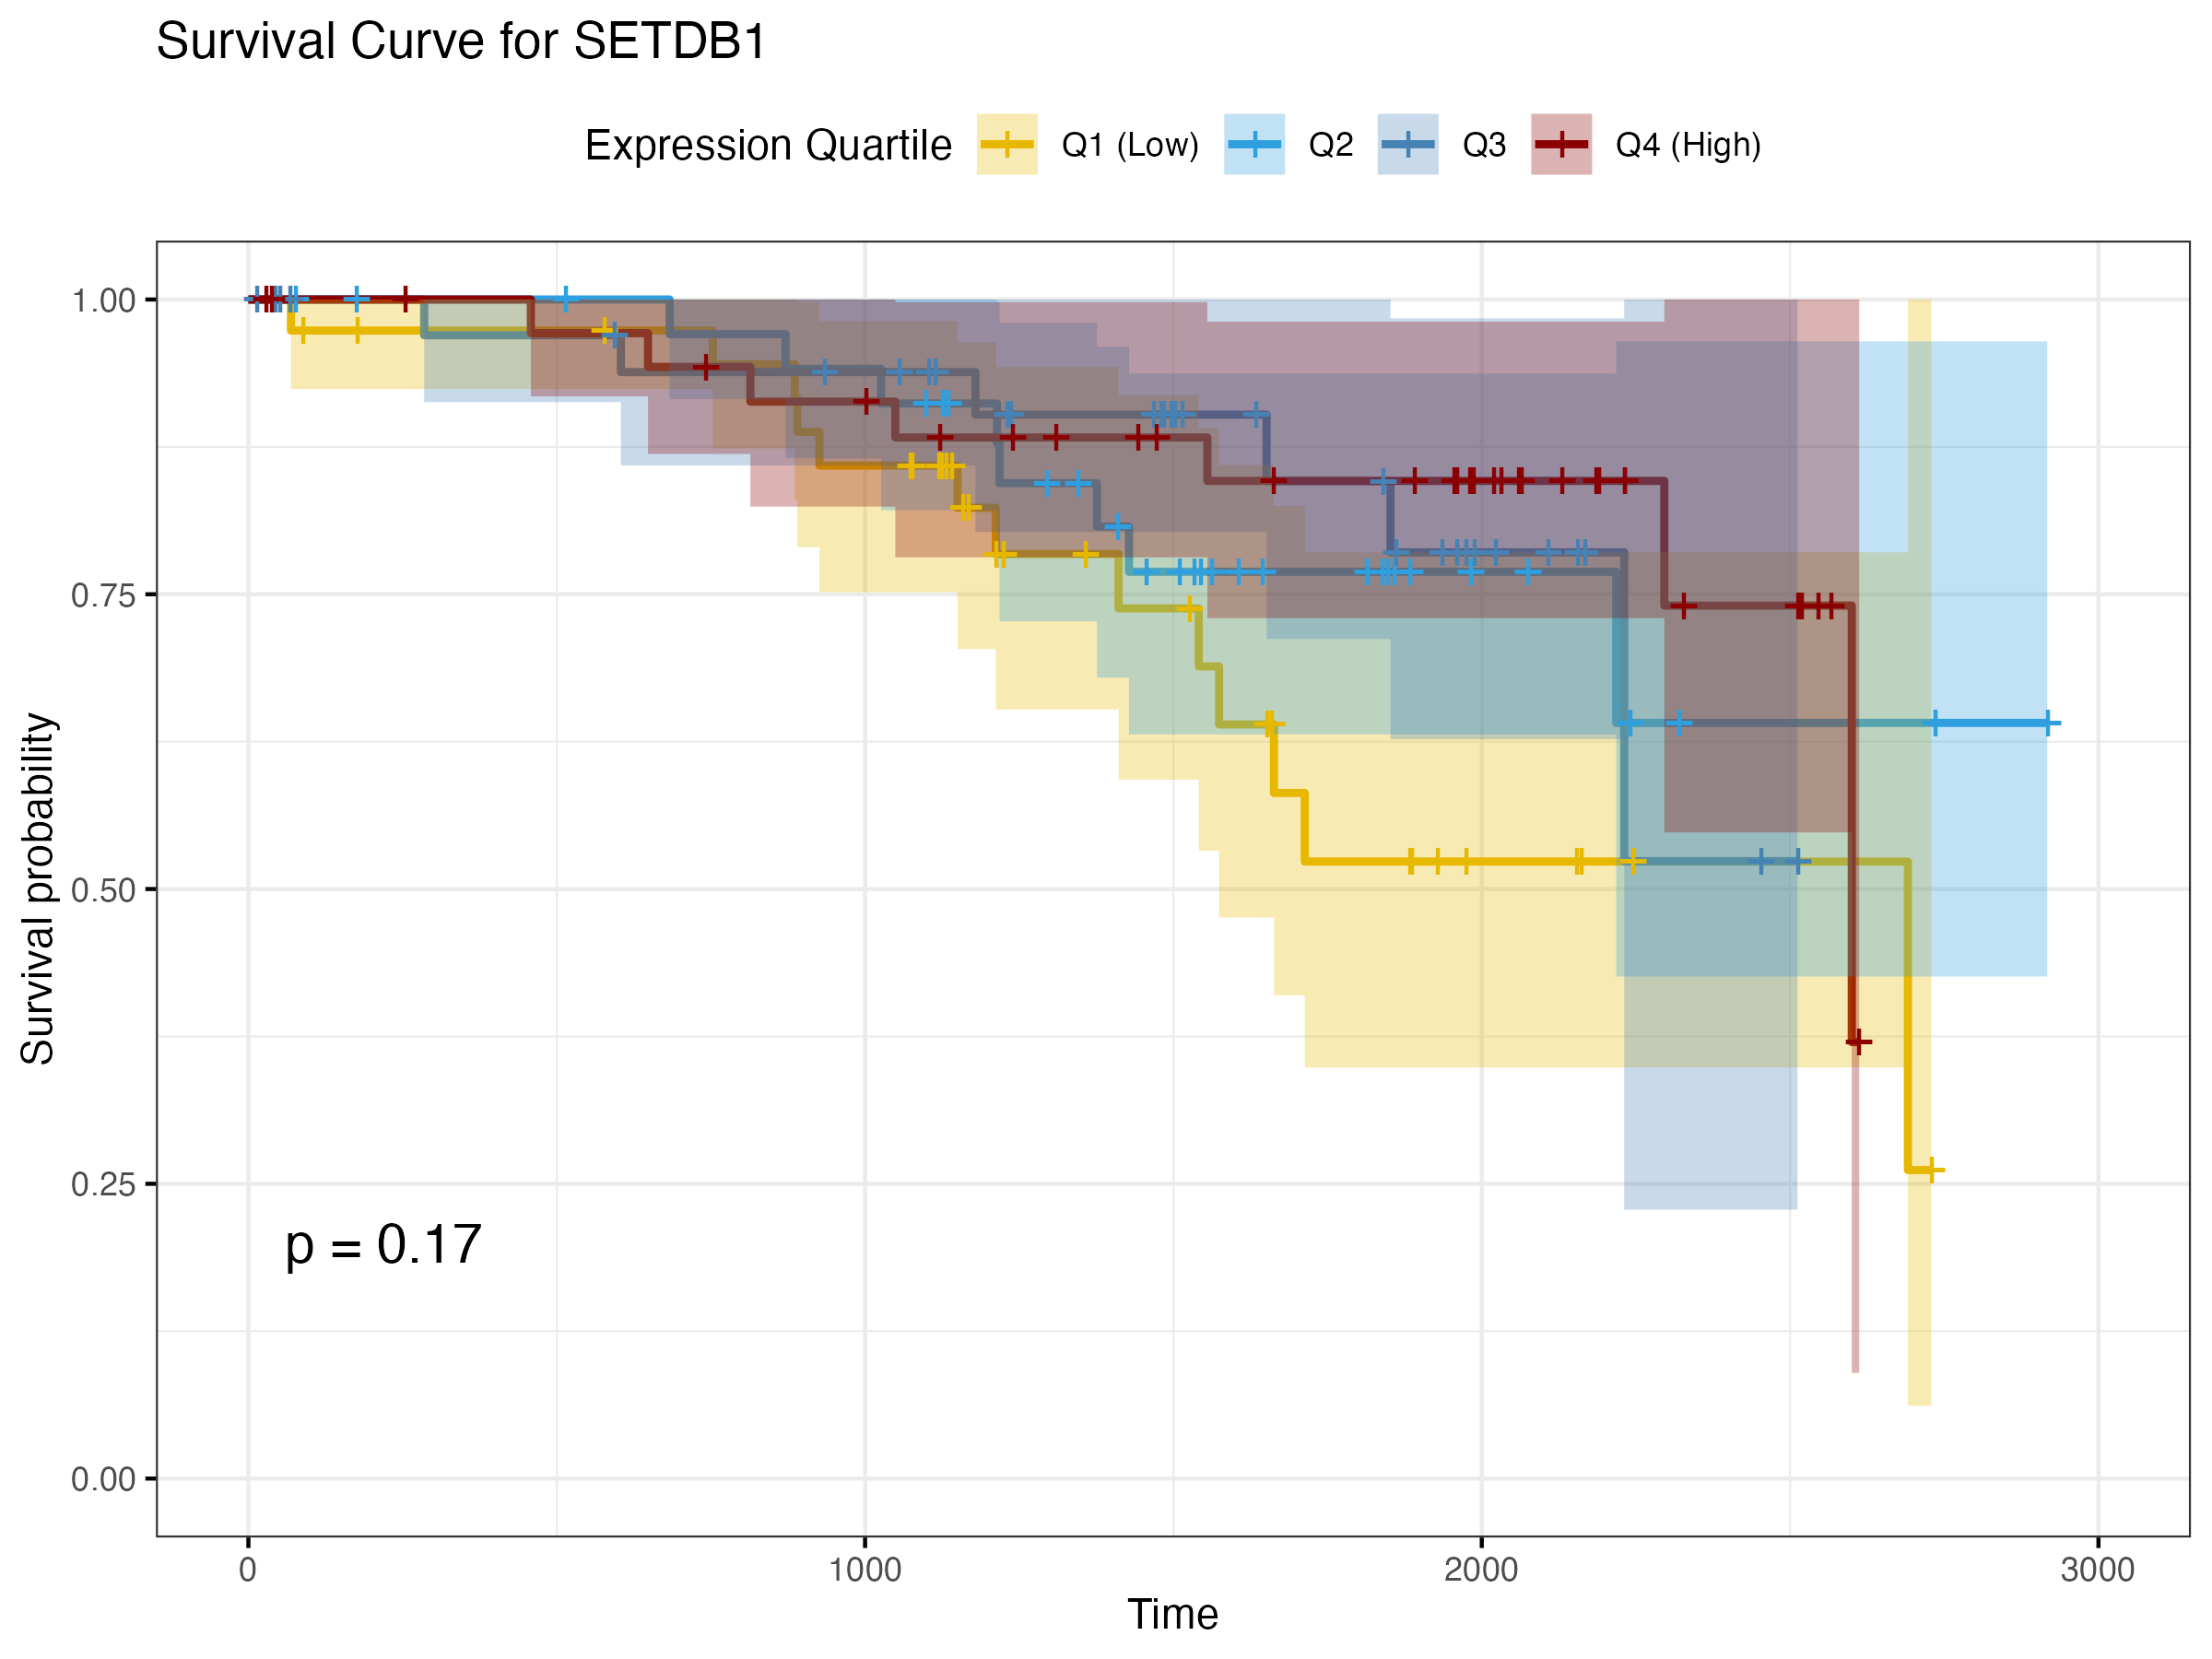 Survival Curve for SETDB1
Expression Quartile Q1 (Low) Q2 Q3 Q4 (High)
1.00
0.75
0.50
0.25
0.00
Survival probability
p = 0.17
0 1000 2000 3000
Time